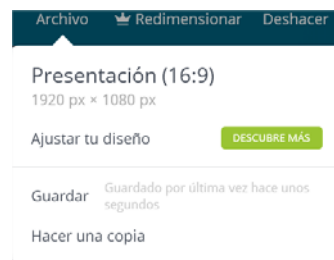 Archivo Redimensionar Deshacer
Presentación (16:9)
1920 px × 1080 px
Ajustar tu diseño DESCUBRE MÁS
Guardar Guardado por última vez hace unos
segundos
Hacer una copia